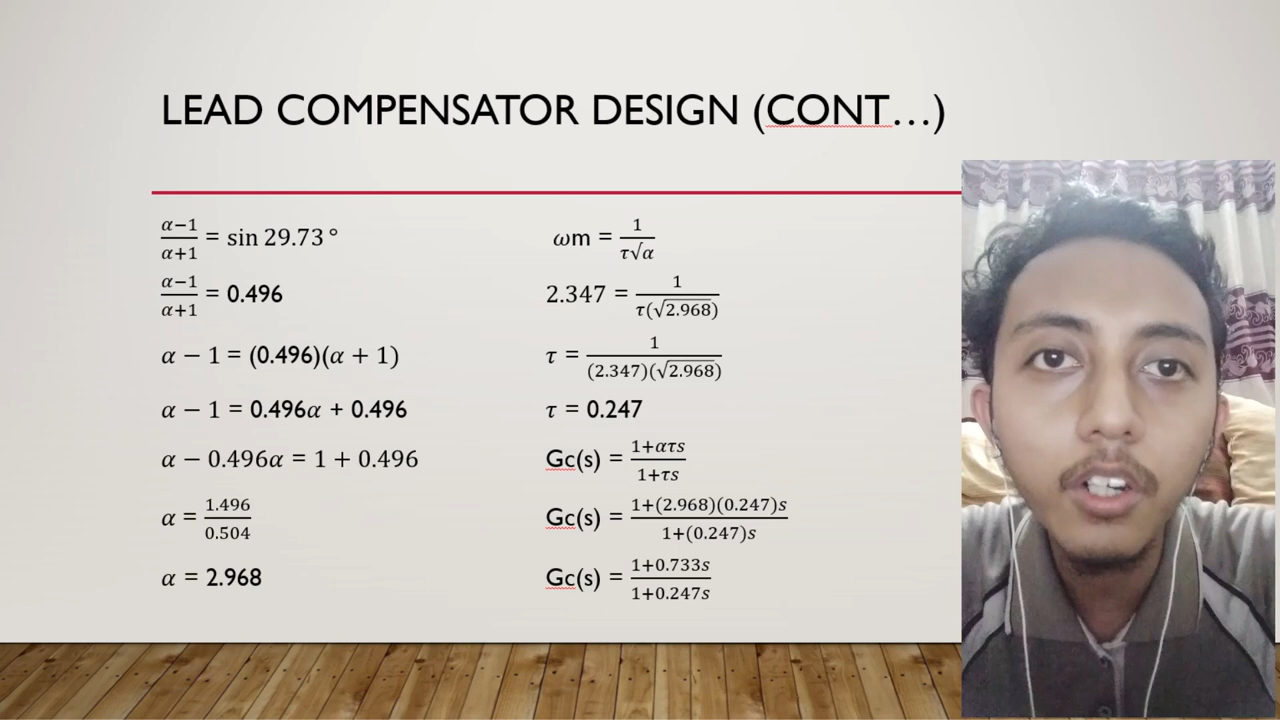 LEAD COMPENSATOR DESIGN (CONT…)
(α−1)/(α+1) = sin 29.73 °
(α−1)/(α+1) = 0.496
α − 1 = (0.496)(α + 1)
α − 1 = 0.496α + 0.496
α − 0.496α = 1 + 0.496
α = 1.496/0.504
α = 2.968
ωm = 1/(τ√α)
2.347 = 1/(τ(√2.968))
τ = 1/((2.347)(√2.968))
τ = 0.247
Gc(s) = (1+ατs)/(1+τs)
Gc(s) = (1+(2.968)(0.247)s)/(1+(0.247)s)
Gc(s) = (1+0.733s)/(1+0.247s)